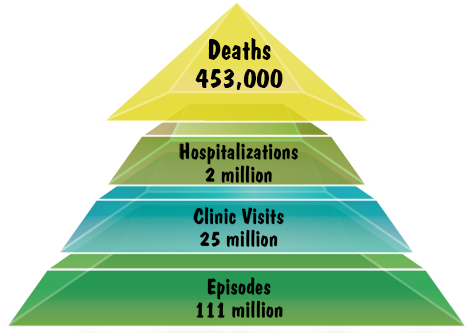 Deaths
453,000
Hospitalizations
2 million
Clinic Visits
25 million
Episodes
111 million